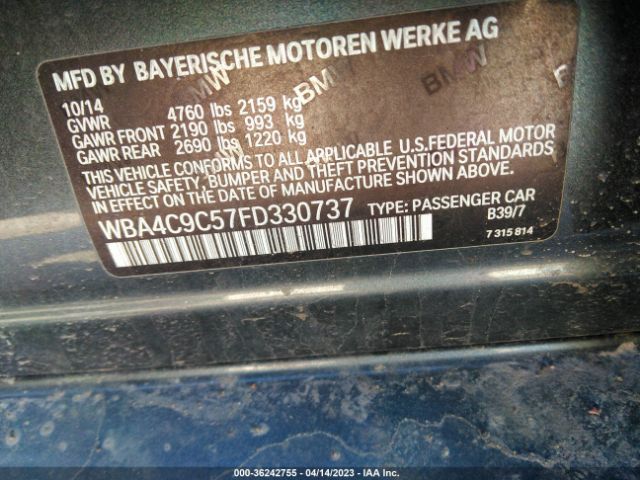 MFD BY BAYERISCHE MOTOREN WERKE AG
10/14
GVWR 4760 lbs 2159 kg
GAWR FRONT 2190 lbs 993 kg
GAWR REAR 2690 lbs 1220 kg
THIS VEHICLE CONFORMS TO ALL APPLICABLE U.S.FEDERAL MOTOR
VEHICLE SAFETY, BUMPER AND THEFT PREVENTION STANDARDS
IN EFFECT ON THE DATE OF MANUFACTURE SHOWN ABOVE.
WBA4C9C57FD330737 TYPE: PASSENGER CAR
B39/7
7 315 814
BMW
BMW
BMW
000-36242755 - 04/14/2023 - IAA Inc.